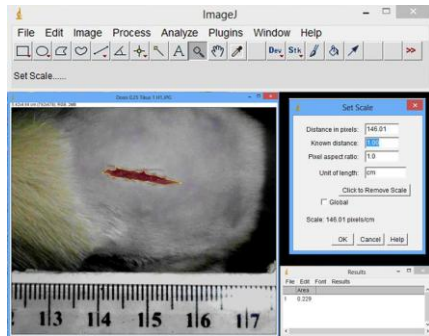 ImageJ
File Edit Image Process Analyze Plugins Window Help
A Dev Stk >>
Set Scale......
Set Scale
Distance in pixels: 146.01
Known distance: 1.00
Pixel aspect ratio: 1.0
Unit of length: cm
Click to Remove Scale
Global
Scale: 146.01 pixels/cm
OK Cancel Help
Results
File Edit Font Results
Area
1 0.229
13 14 15 16 17